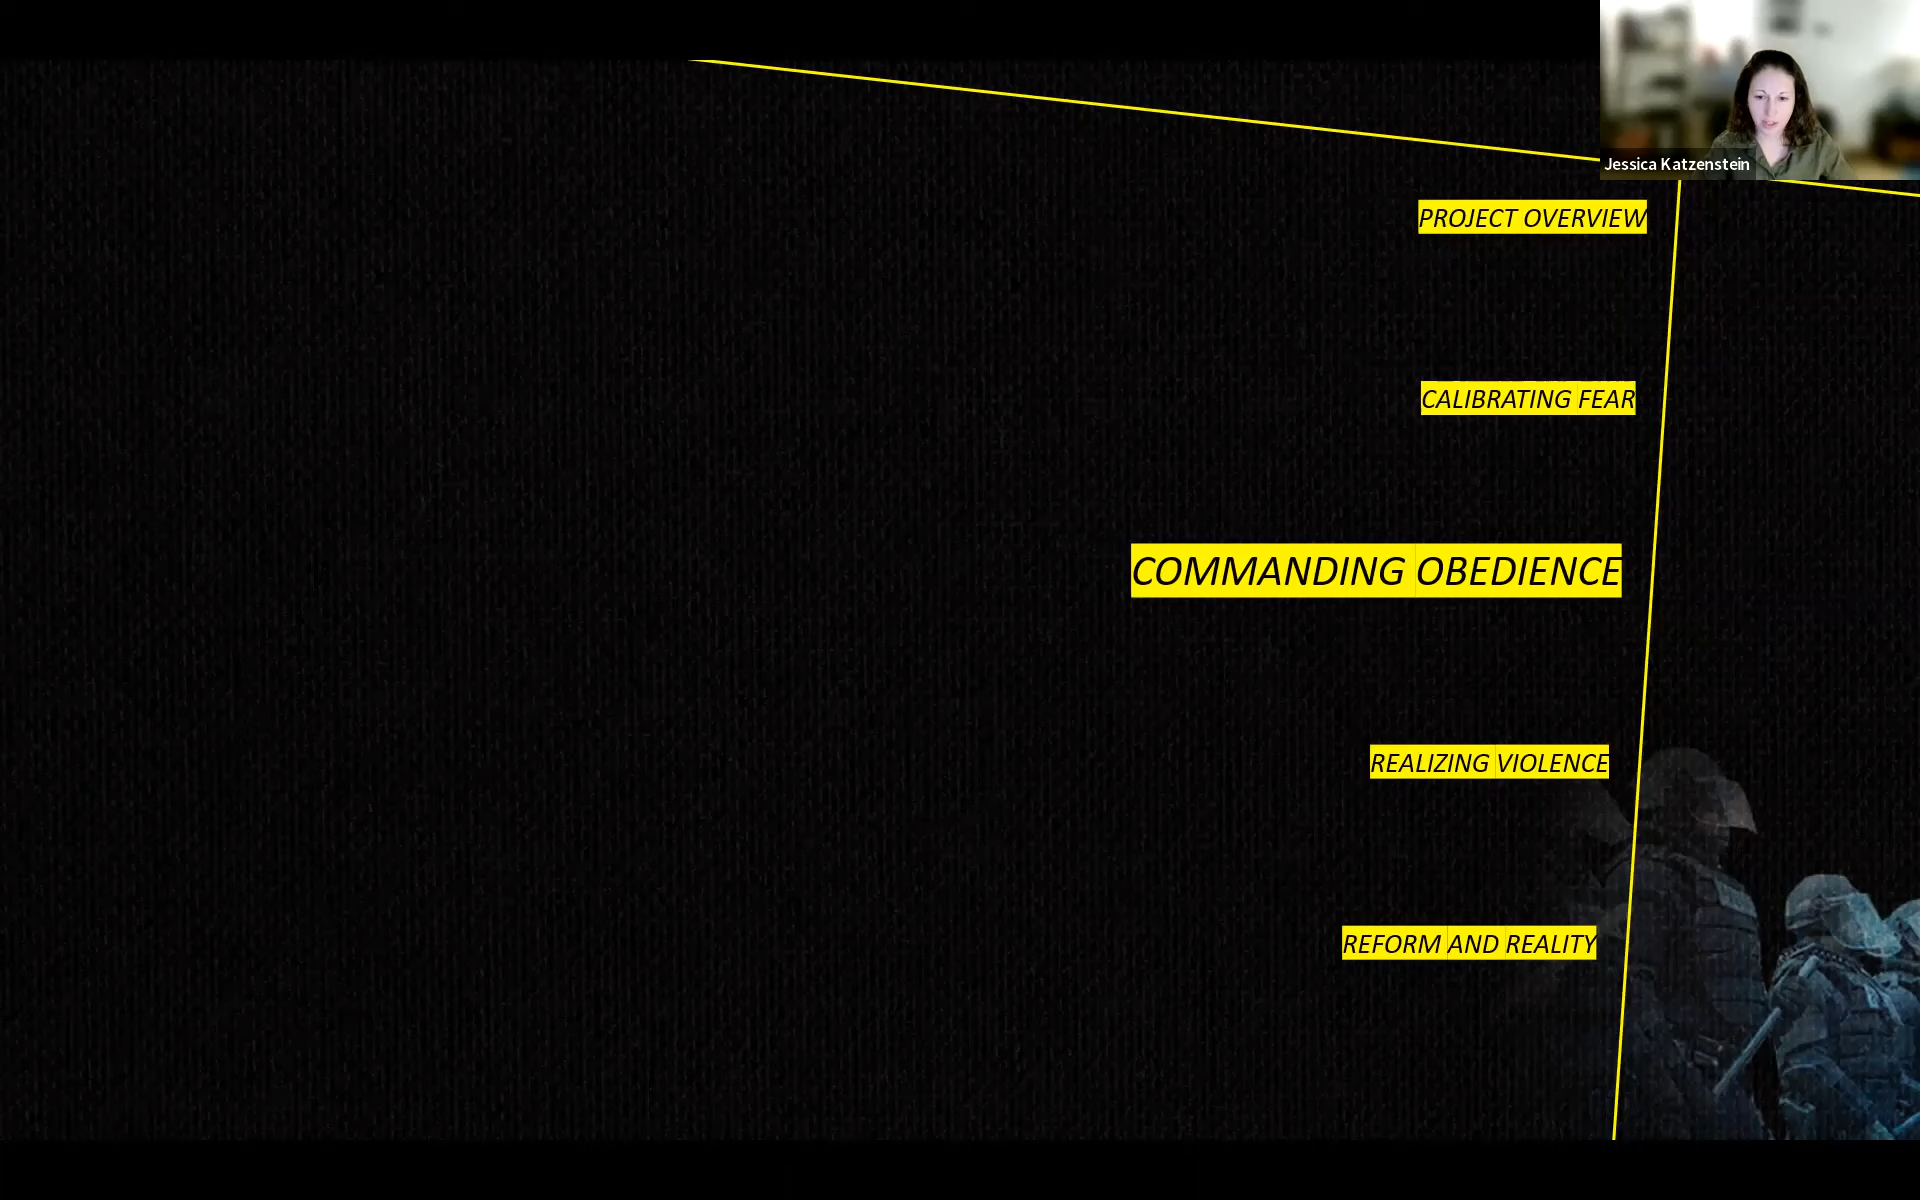 Jessica Katzenstein
PROJECT OVERVIEW
CALIBRATING FEAR
COMMANDING OBEDIENCE
REALIZING VIOLENCE
REFORM AND REALITY